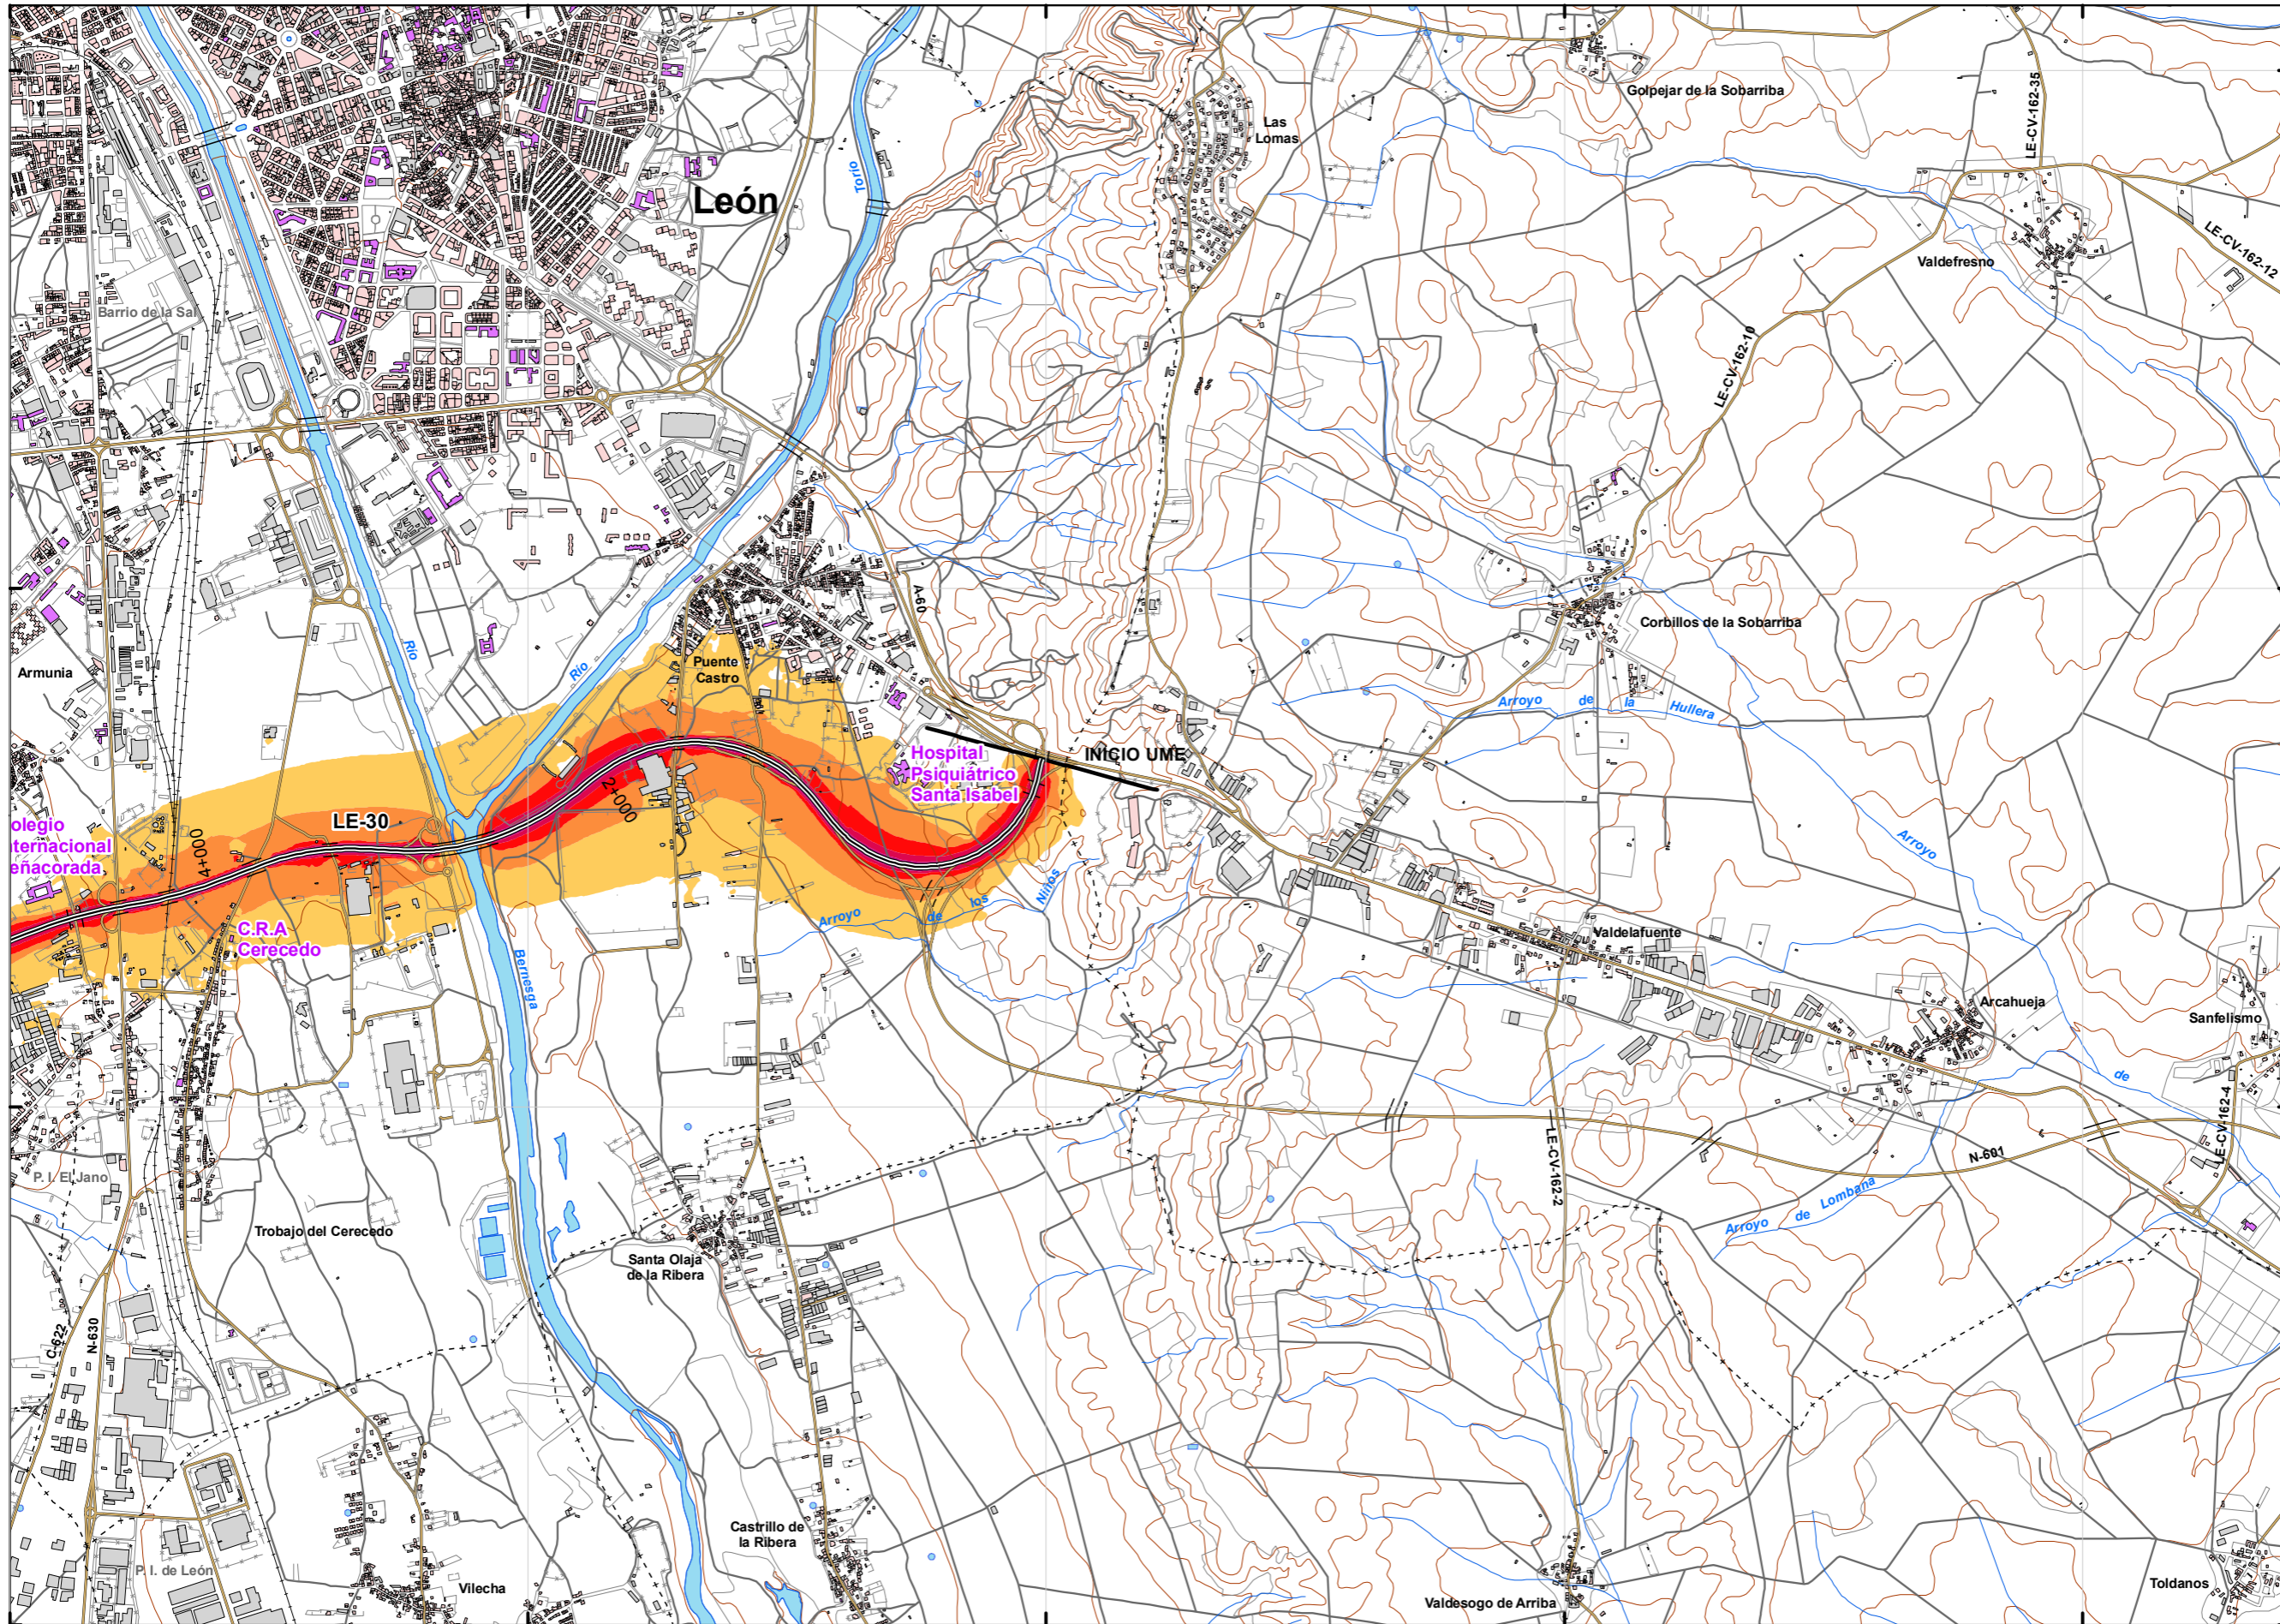 Golpejar de la Sobarriba
LE-CV-162-35
Las
Lomas
Torío
León
LE-CV-162-12
Valdefresno
Barrio de la Sal
LE-CV-162-10
A-60
Corbillos de la Sobarriba
Río
Río
Armunia
Puente
Castro
Arroyo de la Hullera
INICIO UME
Hospital
Psiquiátrico
Santa Isabel
2+000
LE-30
4+000
olegio
ternacional
eñacorada
Arroyo
Niños
los
de
Arroyo
C.R.A
Cerecedo
Valdelafuente
Bernesga
Arcahueja
Sanfelismo
de
LE-CV-162-4
LE-CV-162-2
N-601
P. I. El Jano
Arroyo de Lombana
Trobajo del Cerecedo
Santa Olaja
de la Ribera
C-622
N-630
Castrillo de
la Ribera
P. I. de León
Vilecha
Valdesogo de Arriba
Toldanos